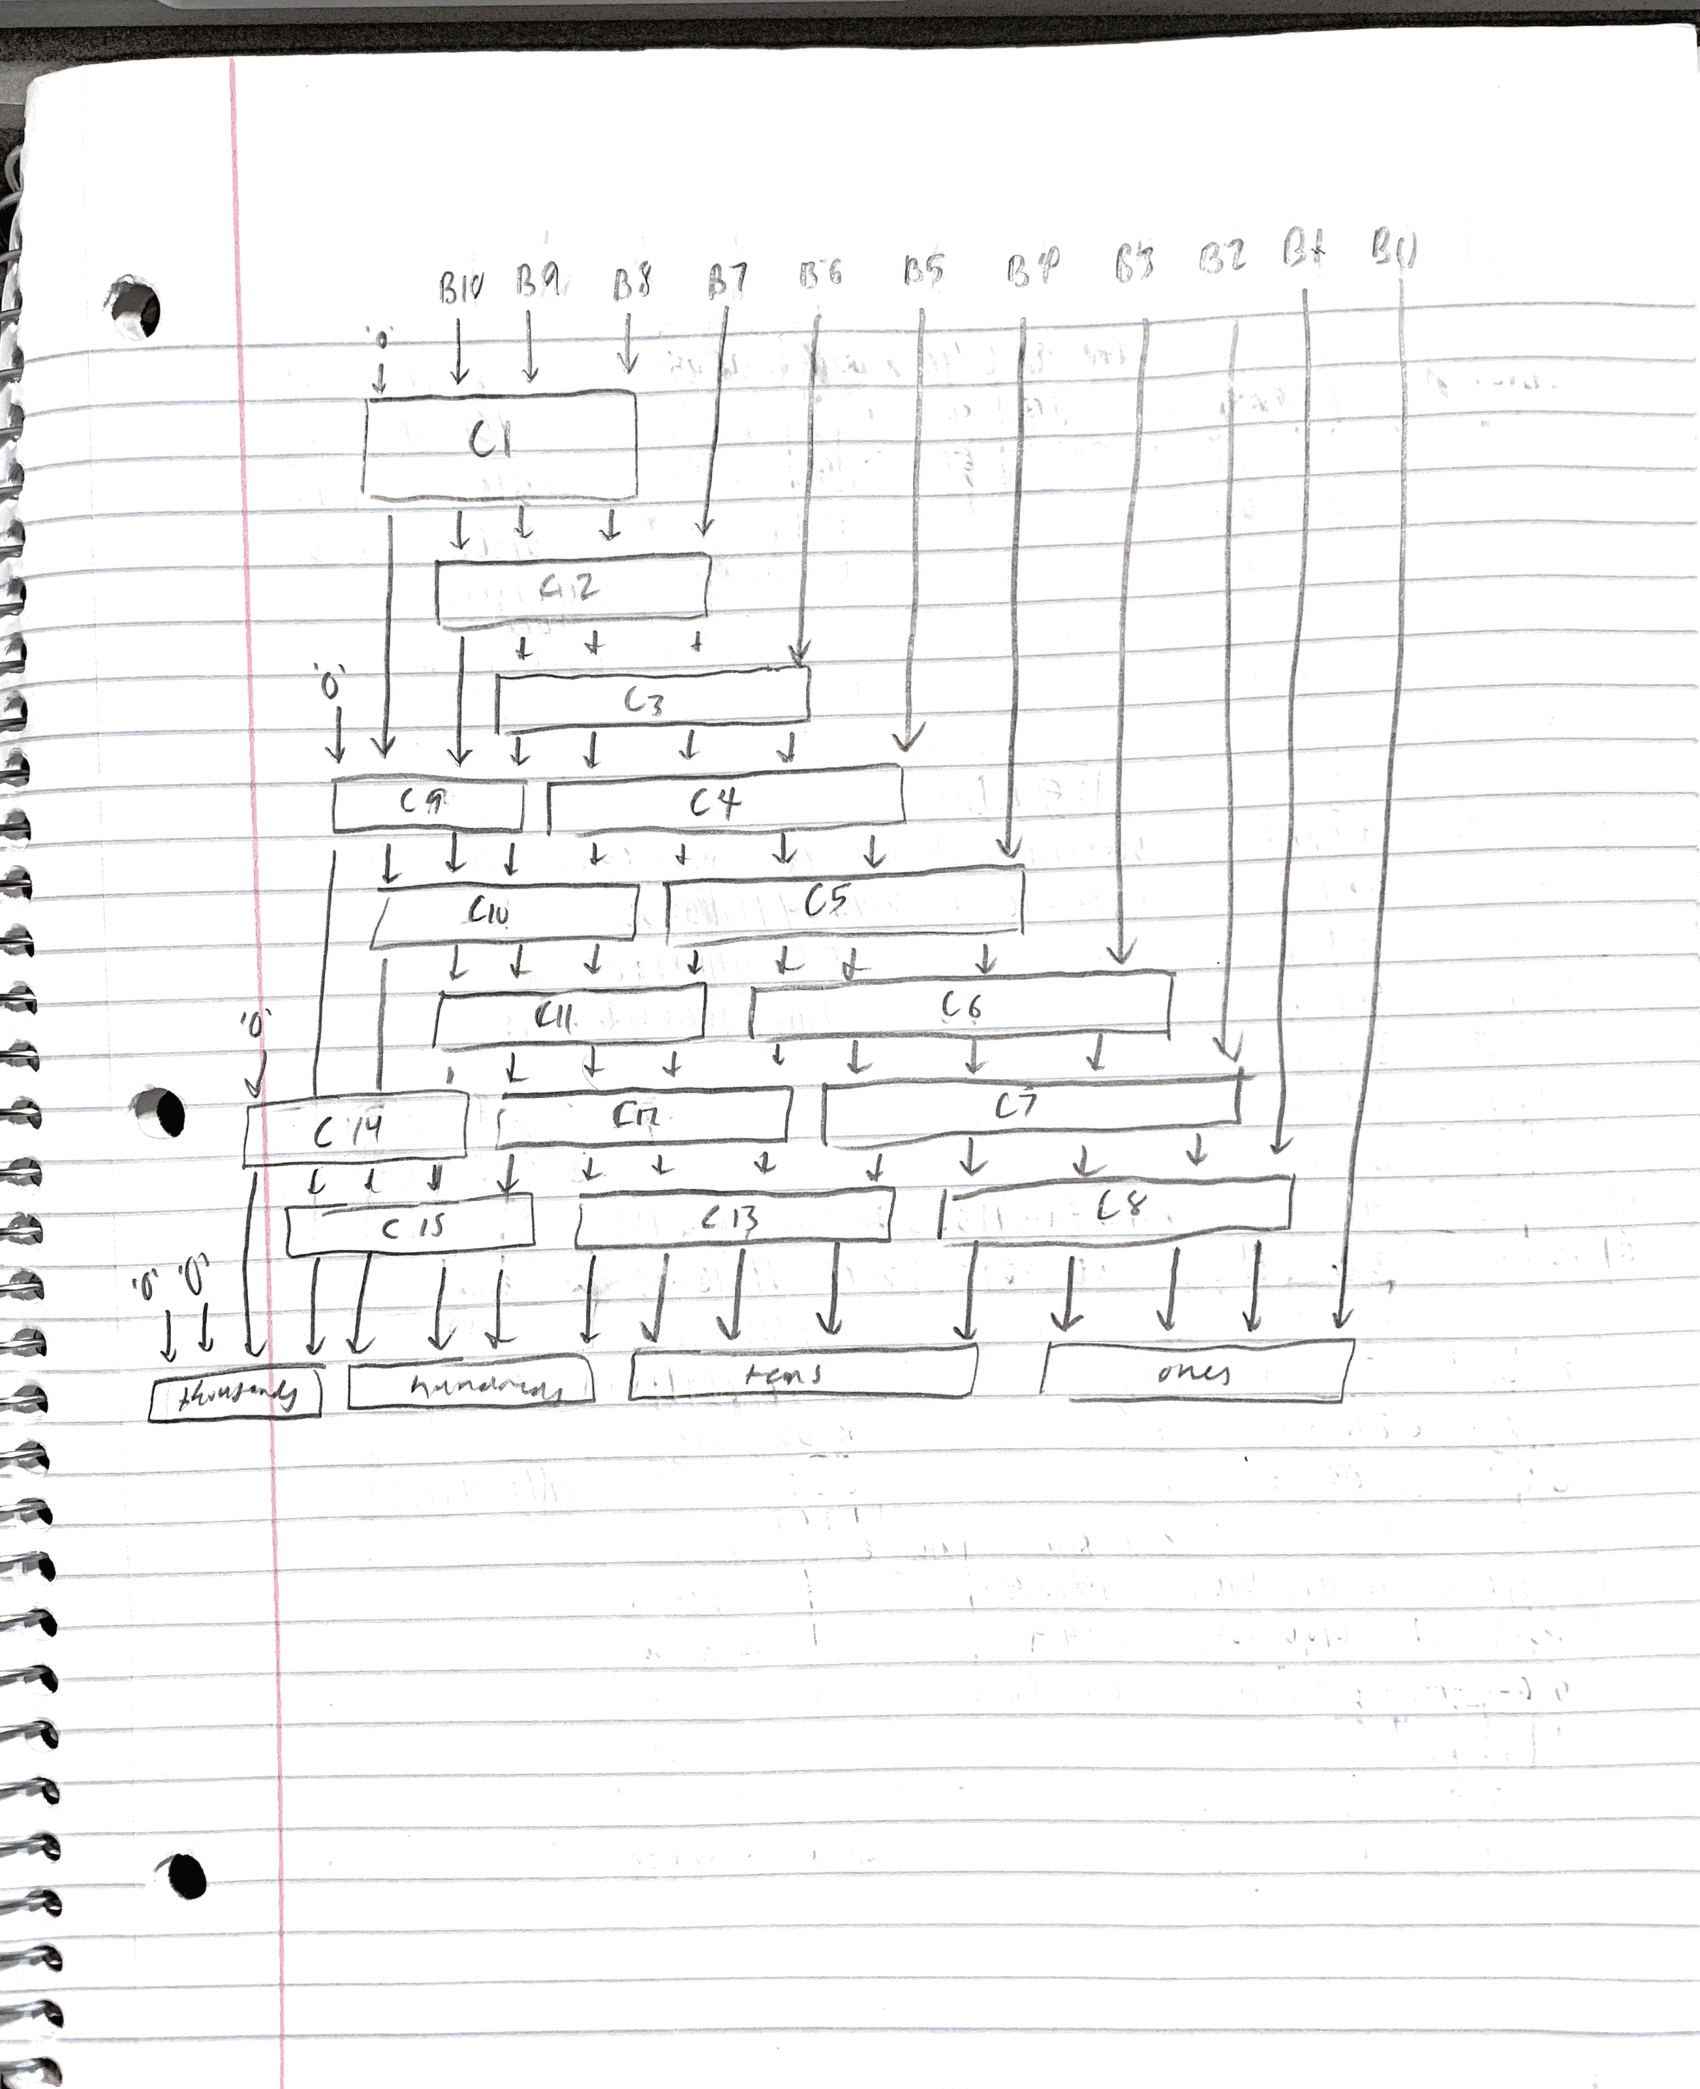 B10 B9 B8 B7 B6 B5 B4 B3 B2 B1 B0
'0'
C1
C12
'0'
C3
C9 C4
C10 C5
C11 C6
'0'
C14 C12 C7
C15 C13 C8
'0' '0'
thousands hundreds tens ones